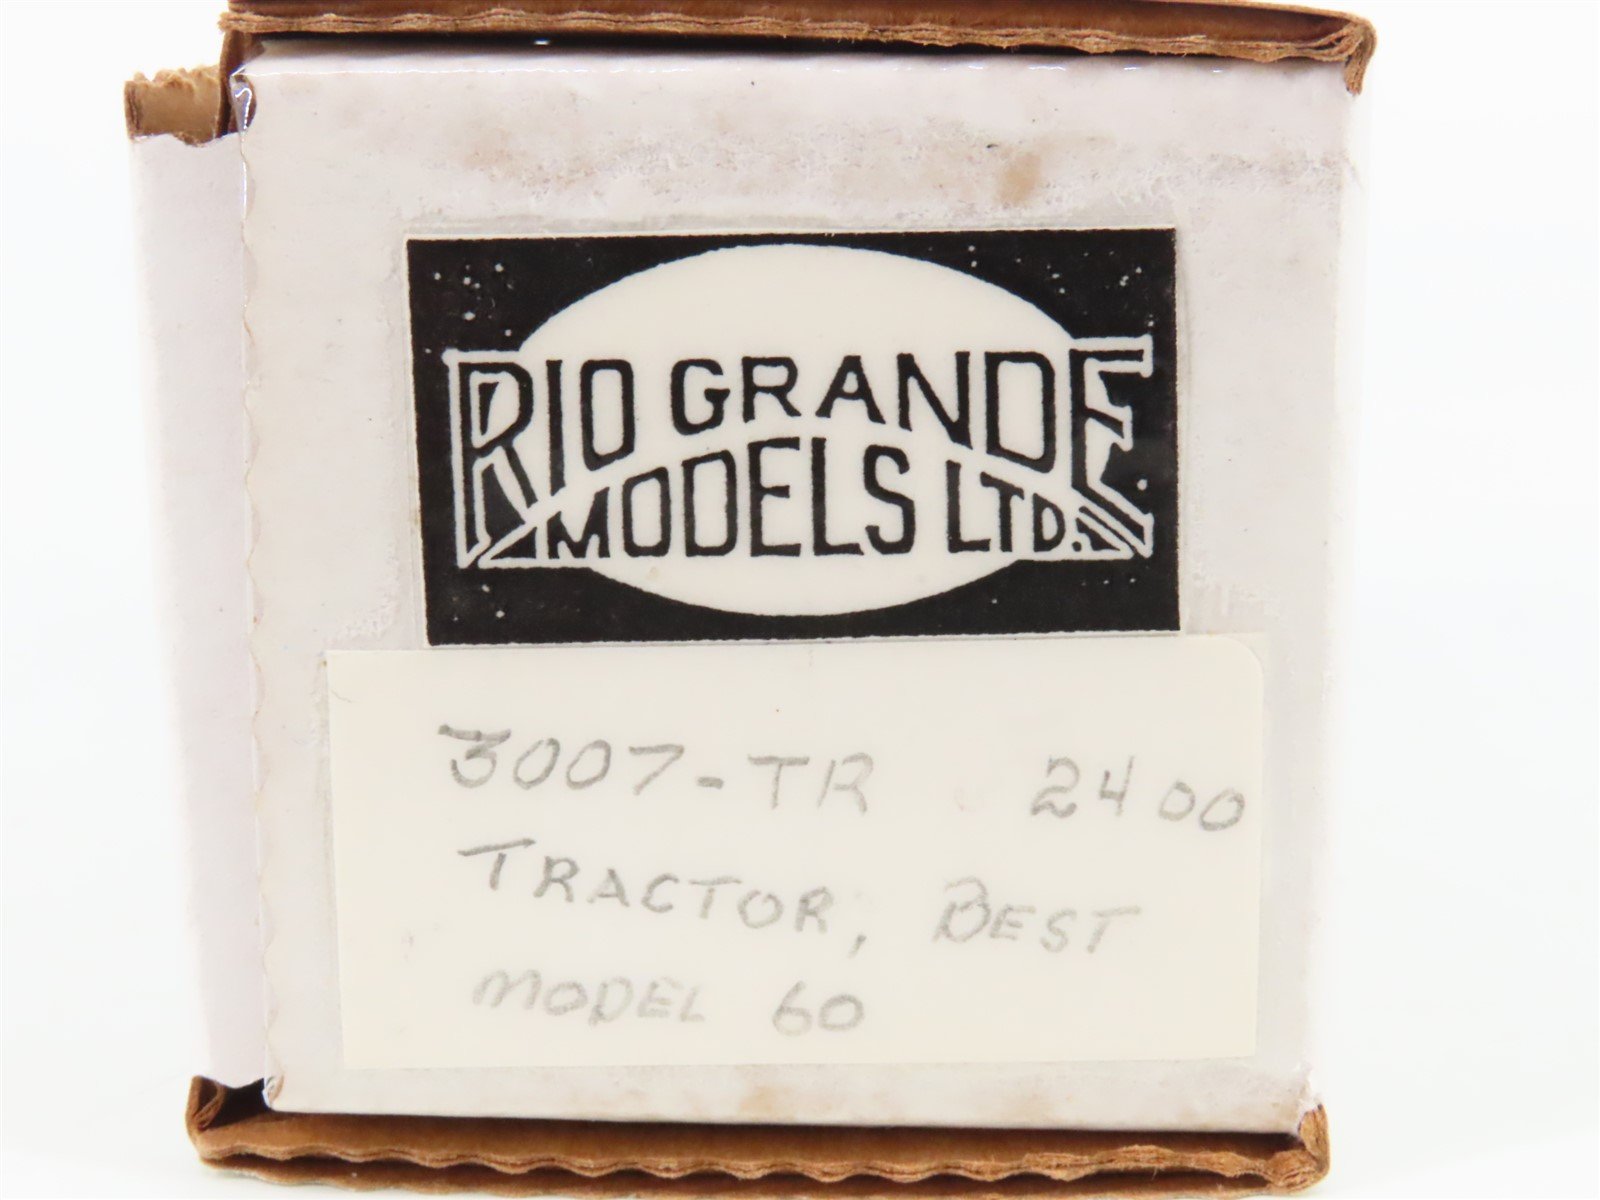 RIO GRANDE
MODELS LTD.
3007-TR 2400
TRACTOR, BEST
MODEL 60